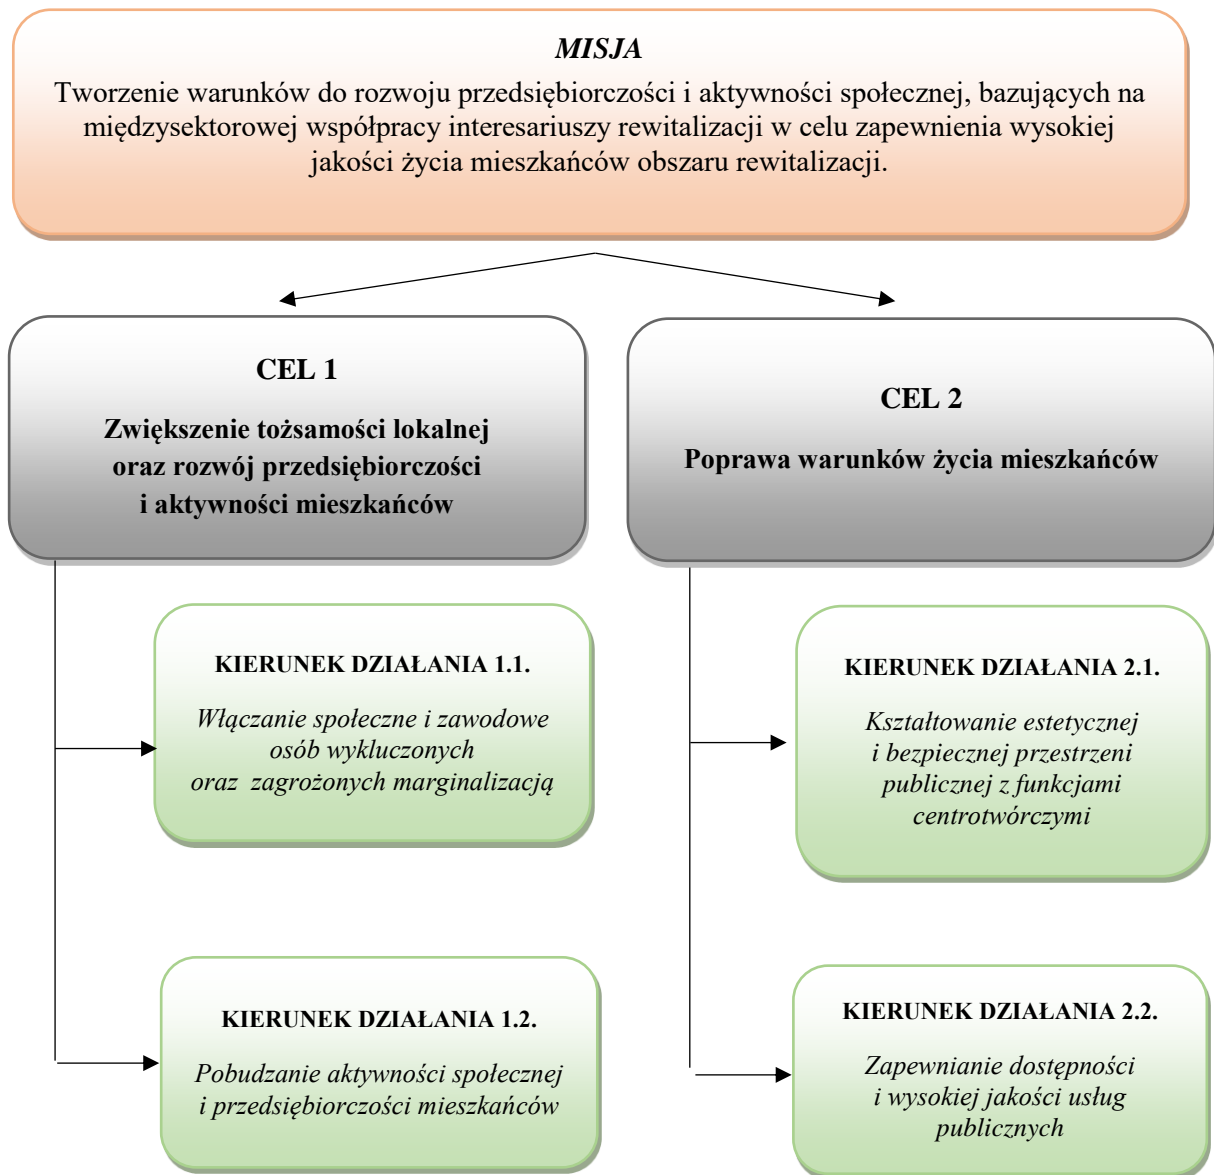 MISJA
Tworzenie warunków do rozwoju przedsiębiorczości i aktywności społecznej, bazujących na
międzysektorowej współpracy interesariuszy rewitalizacji w celu zapewnienia wysokiej
jakości życia mieszkańców obszaru rewitalizacji.
CEL 1
Zwiększenie tożsamości lokalnej
oraz rozwój przedsiębiorczości
i aktywności mieszkańców
CEL 2
Poprawa warunków życia mieszkańców
KIERUNEK DZIAŁANIA 1.1.
Włączanie społeczne i zawodowe
osób wykluczonych
oraz zagrożonych marginalizacją
KIERUNEK DZIAŁANIA 2.1.
Kształtowanie estetycznej
i bezpiecznej przestrzeni
publicznej z funkcjami
centrotwórczymi
KIERUNEK DZIAŁANIA 1.2.
Pobudzanie aktywności społecznej
i przedsiębiorczości mieszkańców
KIERUNEK DZIAŁANIA 2.2.
Zapewnianie dostępności
i wysokiej jakości usług
publicznych